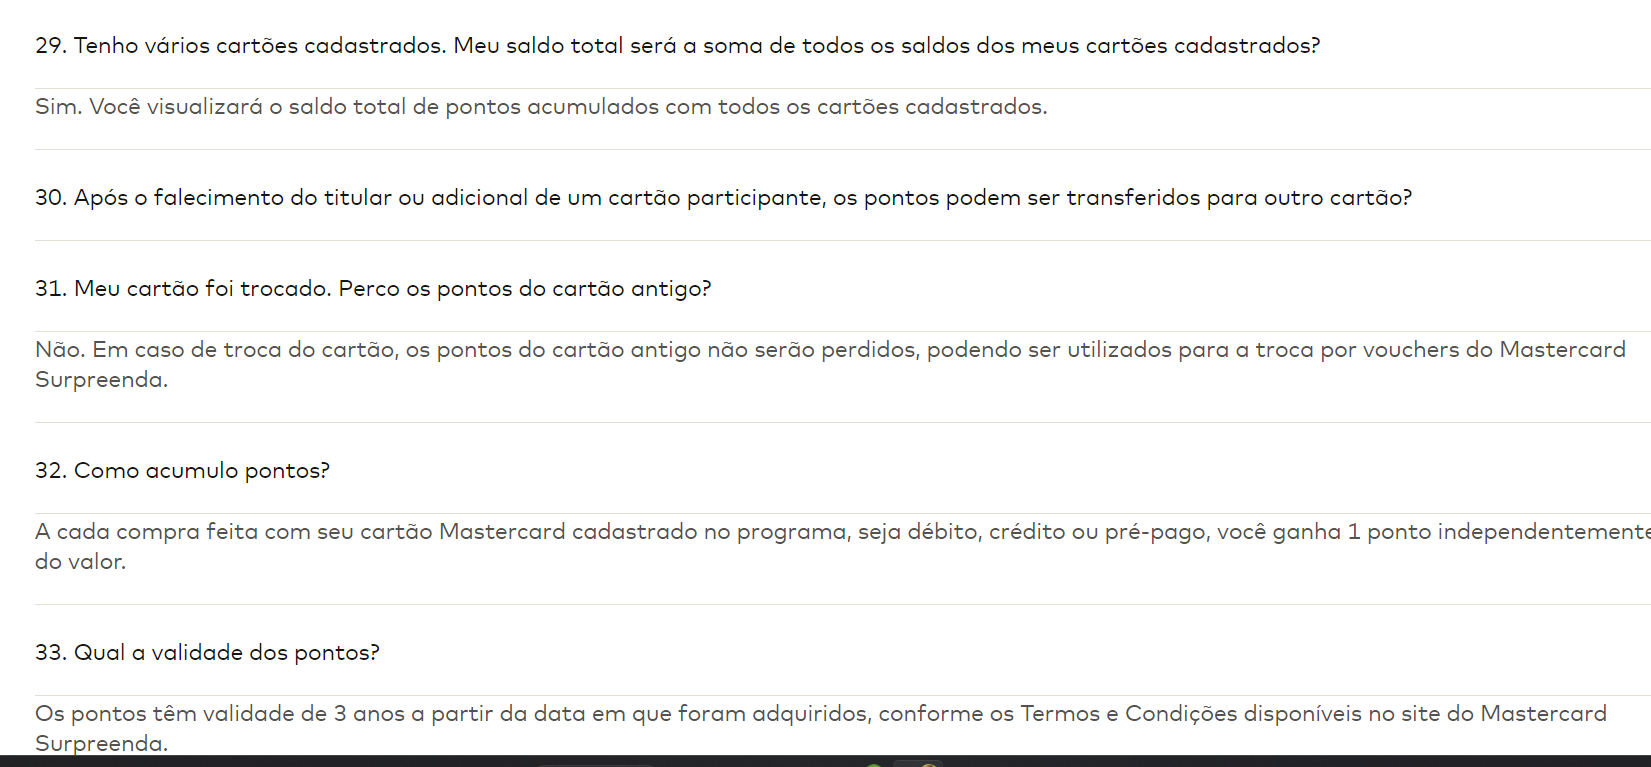 29. Tenho vários cartões cadastrados. Meu saldo total será a soma de todos os saldos dos meus cartões cadastrados?
Sim. Você visualizará o saldo total de pontos acumulados com todos os cartões cadastrados.
30. Após o falecimento do titular ou adicional de um cartão participante, os pontos podem ser transferidos para outro cartão?
31. Meu cartão foi trocado. Perco os pontos do cartão antigo?
Não. Em caso de troca do cartão, os pontos do cartão antigo não serão perdidos, podendo ser utilizados para a troca por vouchers do Mastercard
Surpreenda.
32. Como acumulo pontos?
A cada compra feita com seu cartão Mastercard cadastrado no programa, seja débito, crédito ou pré-pago, você ganha 1 ponto independentemente
do valor.
33. Qual a validade dos pontos?
Os pontos têm validade de 3 anos a partir da data em que foram adquiridos, conforme os Termos e Condições disponíveis no site do Mastercard
Surpreenda.